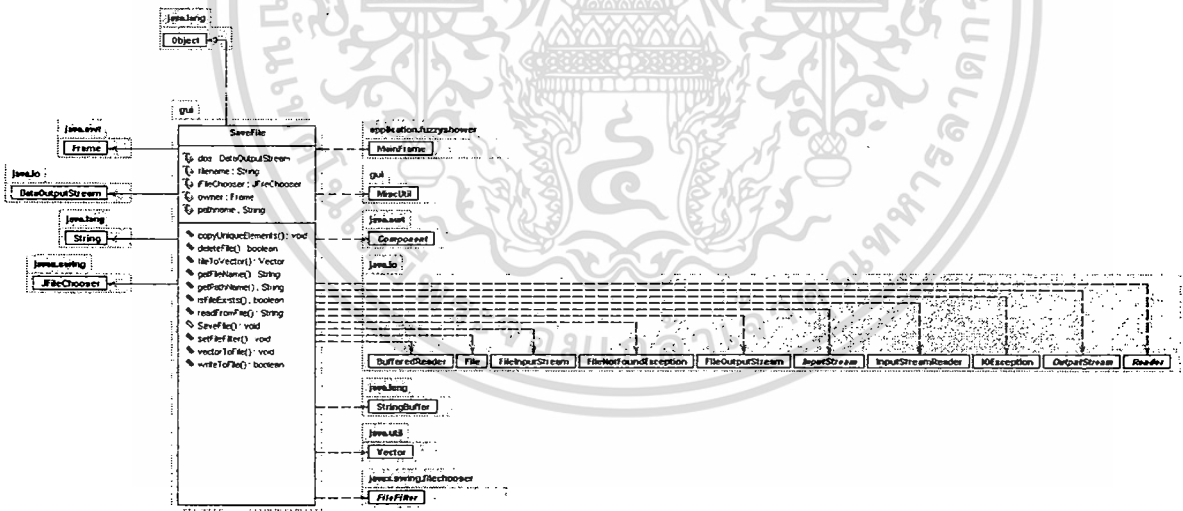 java.lang
Object
gui
SaveFile
dos : DataOutputStream
filename : String
jFileChooser : JFileChooser
owner : Frame
pathname : String
copyUniqueElements() : void
deleteFile() : boolean
fileToVector() : Vector
getFileName() : String
getPathName() : String
isFileExists() : boolean
readFromFile() : String
SaveFile() : void
setFileFilter() : void
vectorToFile() : void
writeToFile() : boolean
java.awt
Frame
java.io
DataOutputStream
java.lang
String
javax.swing
JFileChooser
application.fuzzyshower
MainFrame
gui
MiscUtil
java.awt
Component
java.io
BufferedReader File FileInputStream FileNotFoundException FileOutputStream InputStream InputStreamReader IOException OutputStream Reader
java.lang
StringBuffer
java.util
Vector
javax.swing.filechooser
FileFilter